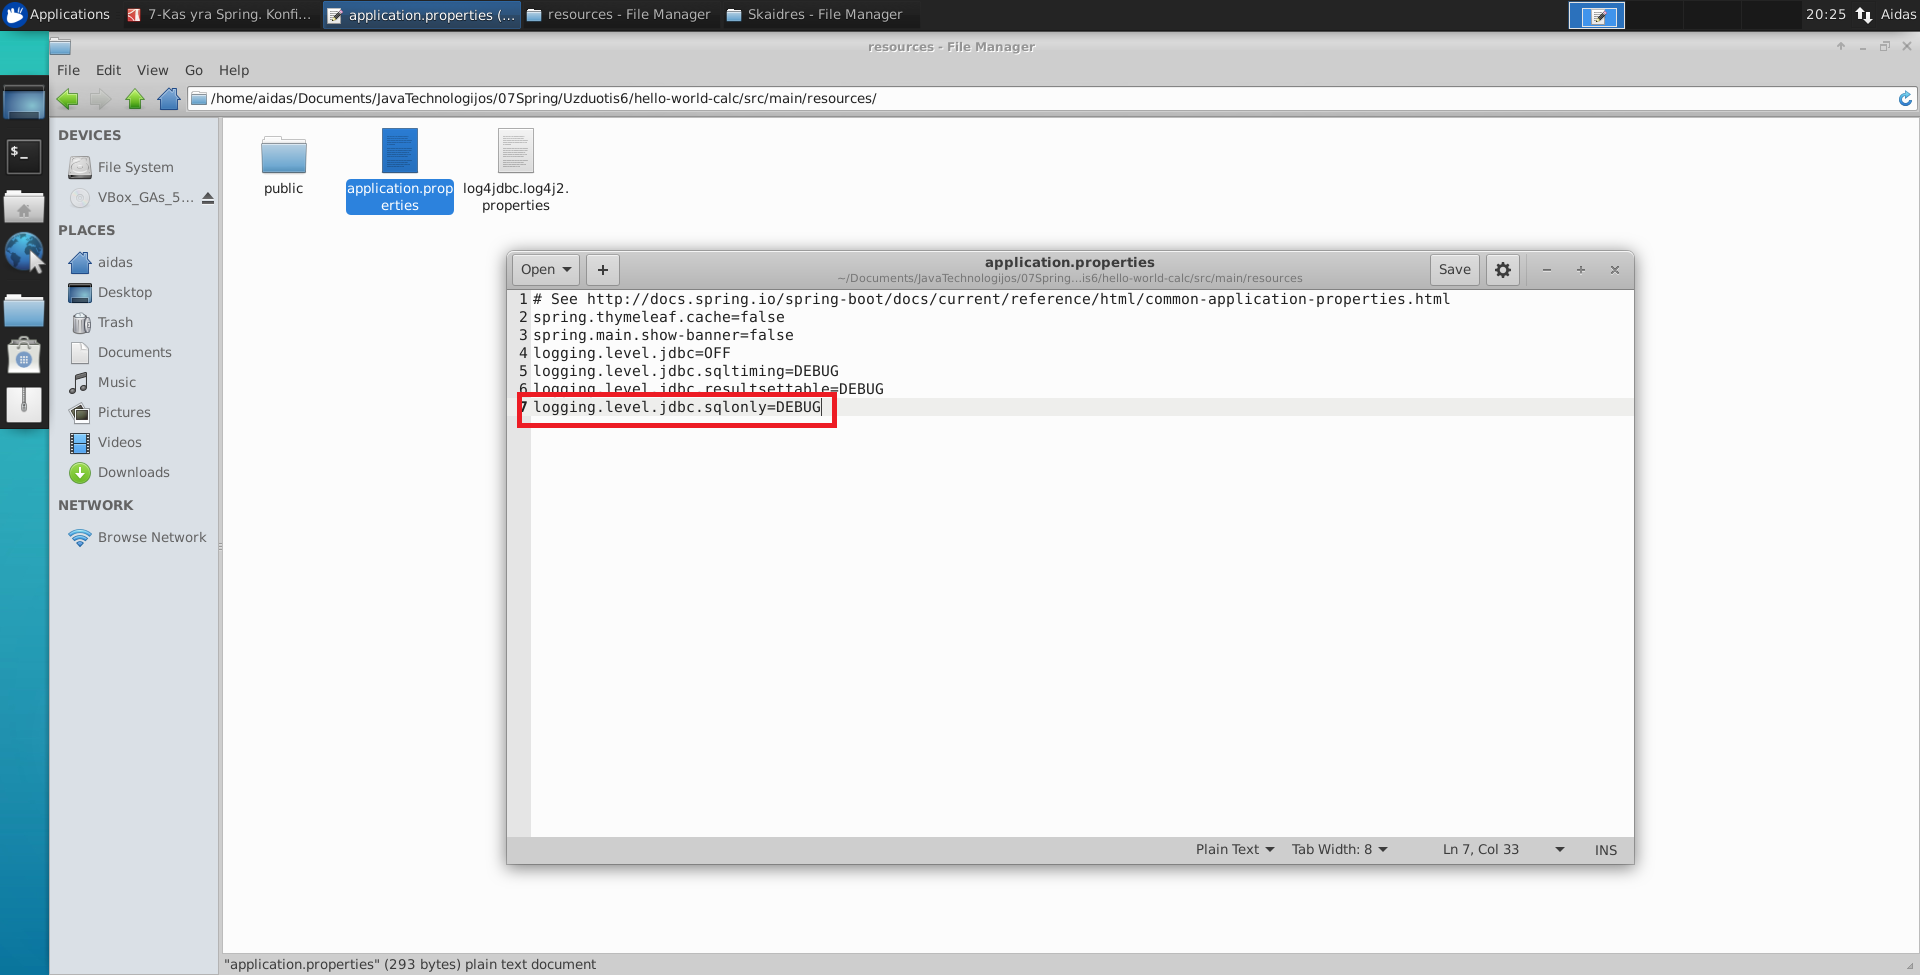 Applications
7-Kas yra Spring. Konfi...
application.properties (...
resources - File Manager
Skaidres - File Manager
20:25
Aidas
resources - File Manager
File Edit View Go Help
/home/aidas/Documents/JavaTechnologijos/07Spring/Uzduotis6/hello-world-calc/src/main/resources/
DEVICES
File System
VBox_GAs_5...
PLACES
aidas
Desktop
Trash
Documents
Music
Pictures
Videos
Downloads
NETWORK
Browse Network
public
application.prop
erties
log4jdbc.log4j2.
properties
Open
+
application.properties
~/Documents/JavaTechnologijos/07Spring...is6/hello-world-calc/src/main/resources
Save
1 # See http://docs.spring.io/spring-boot/docs/current/reference/html/common-application-properties.html
2 spring.thymeleaf.cache=false
3 spring.main.show-banner=false
4 logging.level.jdbc=OFF
5 logging.level.jdbc.sqltiming=DEBUG
6 logging.level.jdbc.resultsettable=DEBUG
7 logging.level.jdbc.sqlonly=DEBUG
Plain Text
Tab Width: 8
Ln 7, Col 33
INS
"application.properties" (293 bytes) plain text document
$_